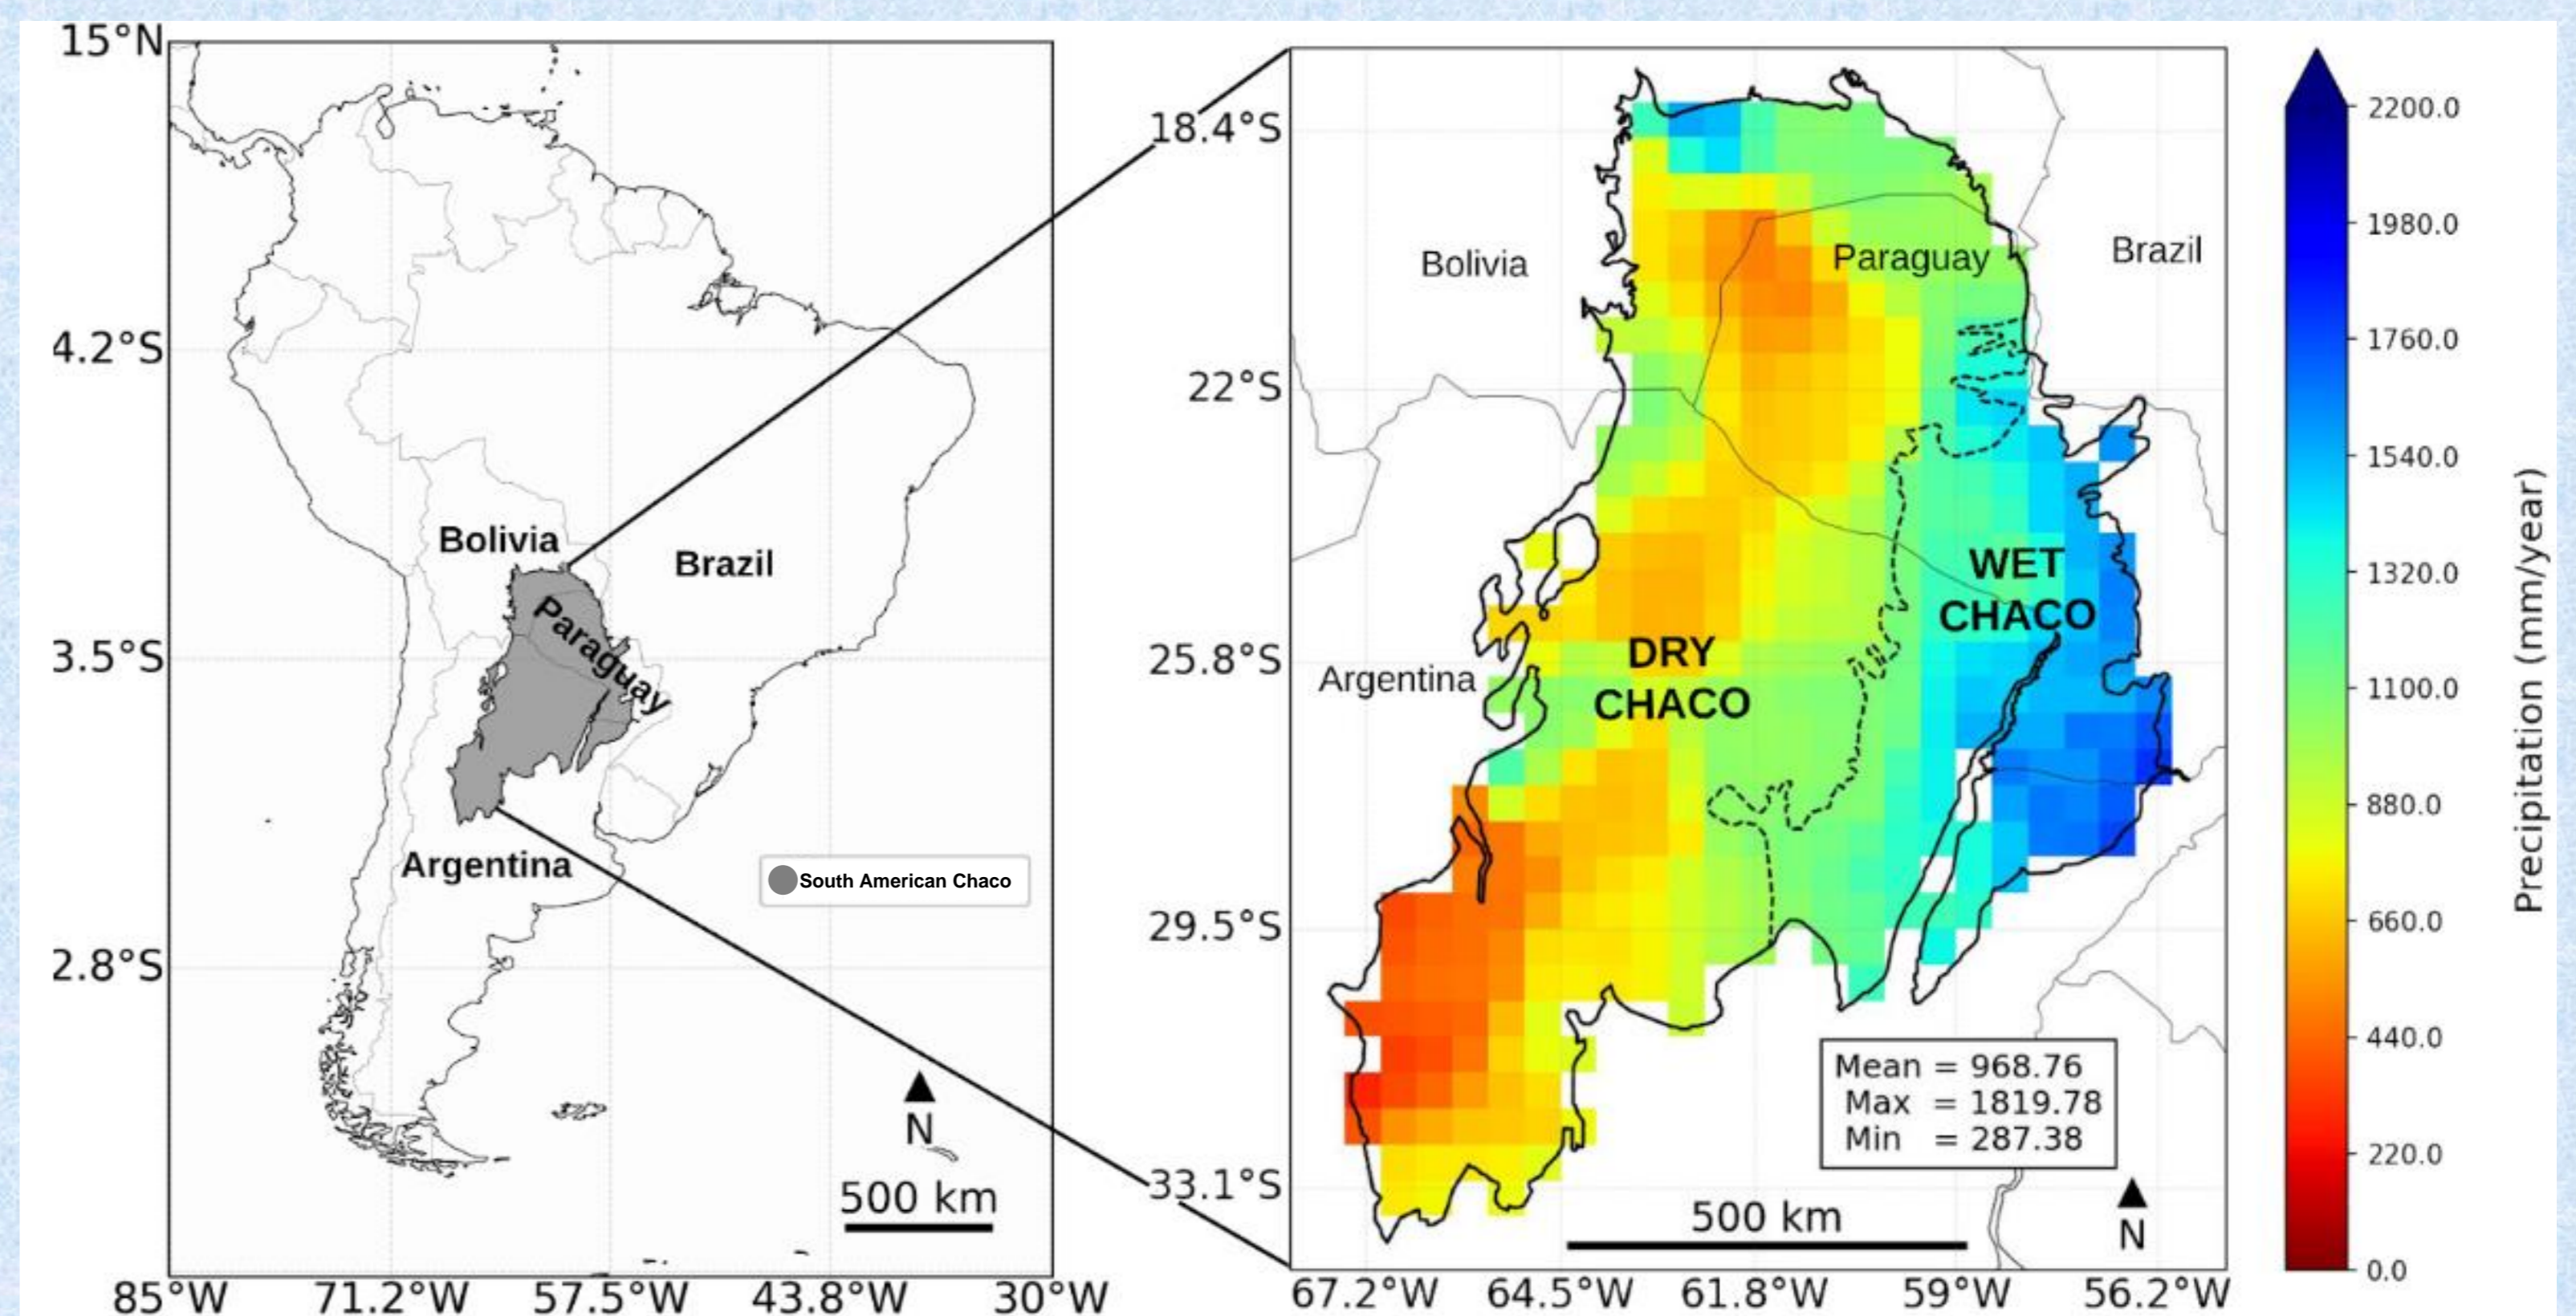 15°N
4.2°S
3.5°S
2.8°S
85°W 71.2°W 57.5°W 43.8°W 30°W
Bolivia
Brazil
Paraguay
Argentina
South American Chaco
N
500 km
18.4°S
22°S
25.8°S
29.5°S
33.1°S
Bolivia
Paraguay
Brazil
Argentina
DRY
CHACO
WET
CHACO
Mean = 968.76
Max = 1819.78
Min = 287.38
500 km
N
67.2°W 64.5°W 61.8°W 59°W 56.2°W
2200.0
1980.0
1760.0
1540.0
1320.0
1100.0
880.0
660.0
440.0
220.0
0.0
Precipitation (mm/year)